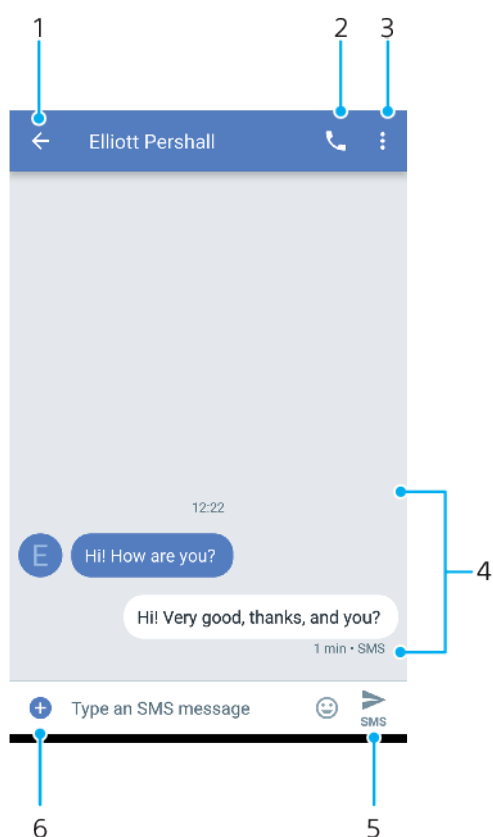 1 2 3
Elliott Pershall
12:22
E Hi! How are you?
Hi! Very good, thanks, and you?
4
1 min • SMS
Type an SMS message
SMS
6 5